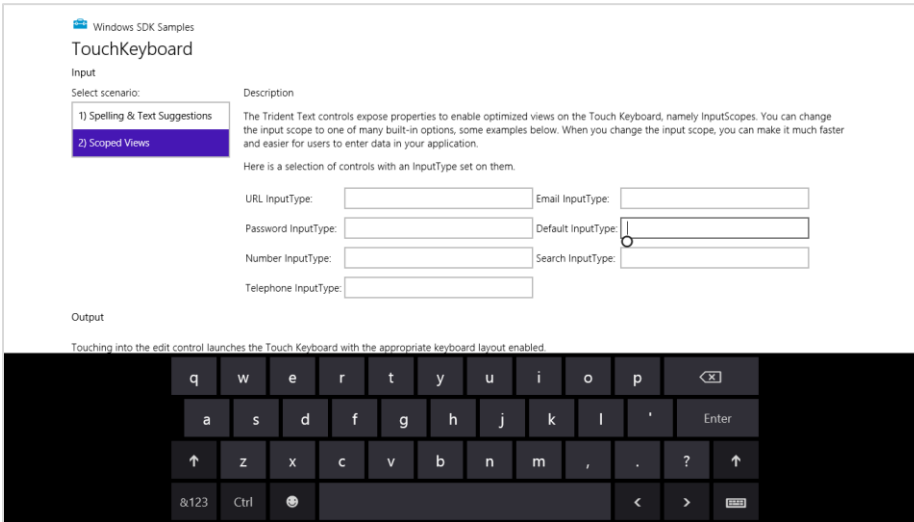 Windows SDK Samples
TouchKeyboard
Input
Select scenario:
Description
1) Spelling & Text Suggestions
2) Scoped Views
The Trident Text controls expose properties to enable optimized views on the Touch Keyboard, namely InputScopes. You can change
the input scope to one of many built-in options, some examples below. When you change the input scope, you can make it much faster
and easier for users to enter data in your application.
Here is a selection of controls with an InputType set on them.
URL InputType:
Email InputType:
Password InputType:
Default InputType:
Number InputType:
Search InputType:
Telephone InputType:
Output
Touching into the edit control launches the Touch Keyboard with the appropriate keyboard layout enabled.
q w e r t y u i o p
a s d f g h j k l ' Enter
z x c v b n m , . ?
&123 Ctrl < >